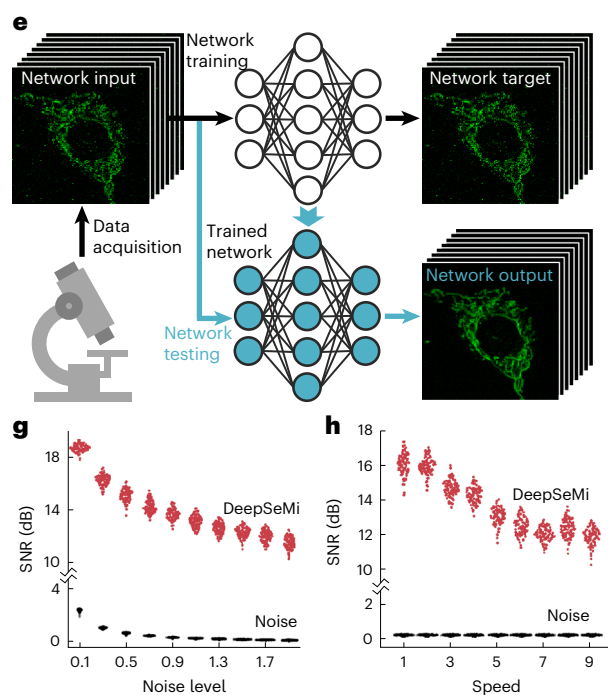 e
Network
training
Network input
Network target
Data
acquisition
Trained
network
Network output
Network
testing
g
h
18
14
10
4
0
SNR (dB)
DeepSeMi
Noise
0.1
0.5
0.9
1.3
1.7
Noise level
18
16
14
12
10
2
0
SNR (dB)
DeepSeMi
Noise
1
3
5
7
9
Speed